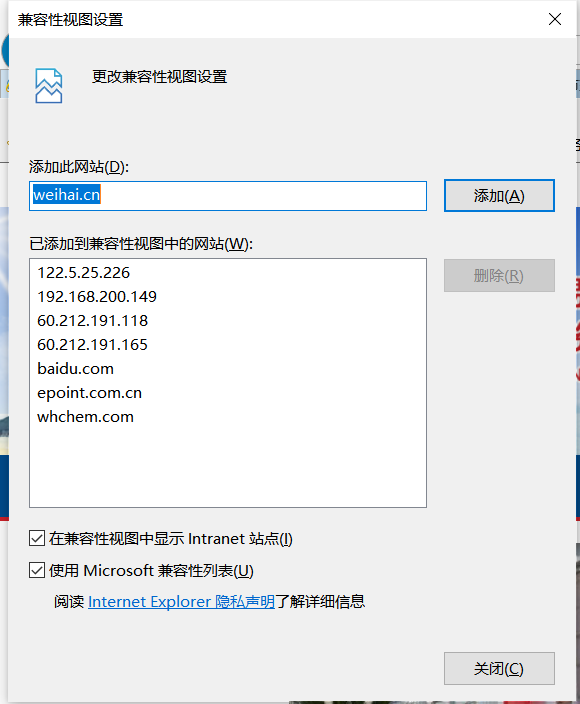 兼容性视图设置
更改兼容性视图设置
添加此网站(D):
weihai.cn
添加(A)
已添加到兼容性视图中的网站(W):
删除(R)
122.5.25.226
192.168.200.149
60.212.191.118
60.212.191.165
baidu.com
epoint.com.cn
whchem.com
在兼容性视图中显示 Intranet 站点(I)
使用 Microsoft 兼容性列表(U)
阅读 Internet Explorer 隐私声明了解详细信息
关闭(C)